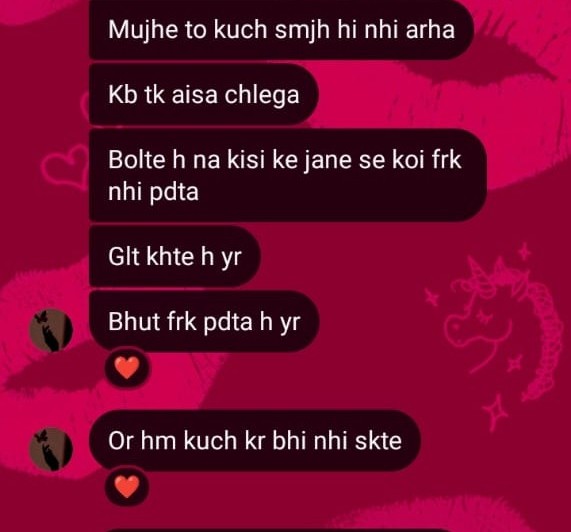 Mujhe to kuch smjh hi nhi arha
Kb tk aisa chlega
Bolte h na kisi ke jane se koi frk
nhi pdta
Glt khte h yr
Bhut frk pdta h yr
Or hm kuch kr bhi nhi skte